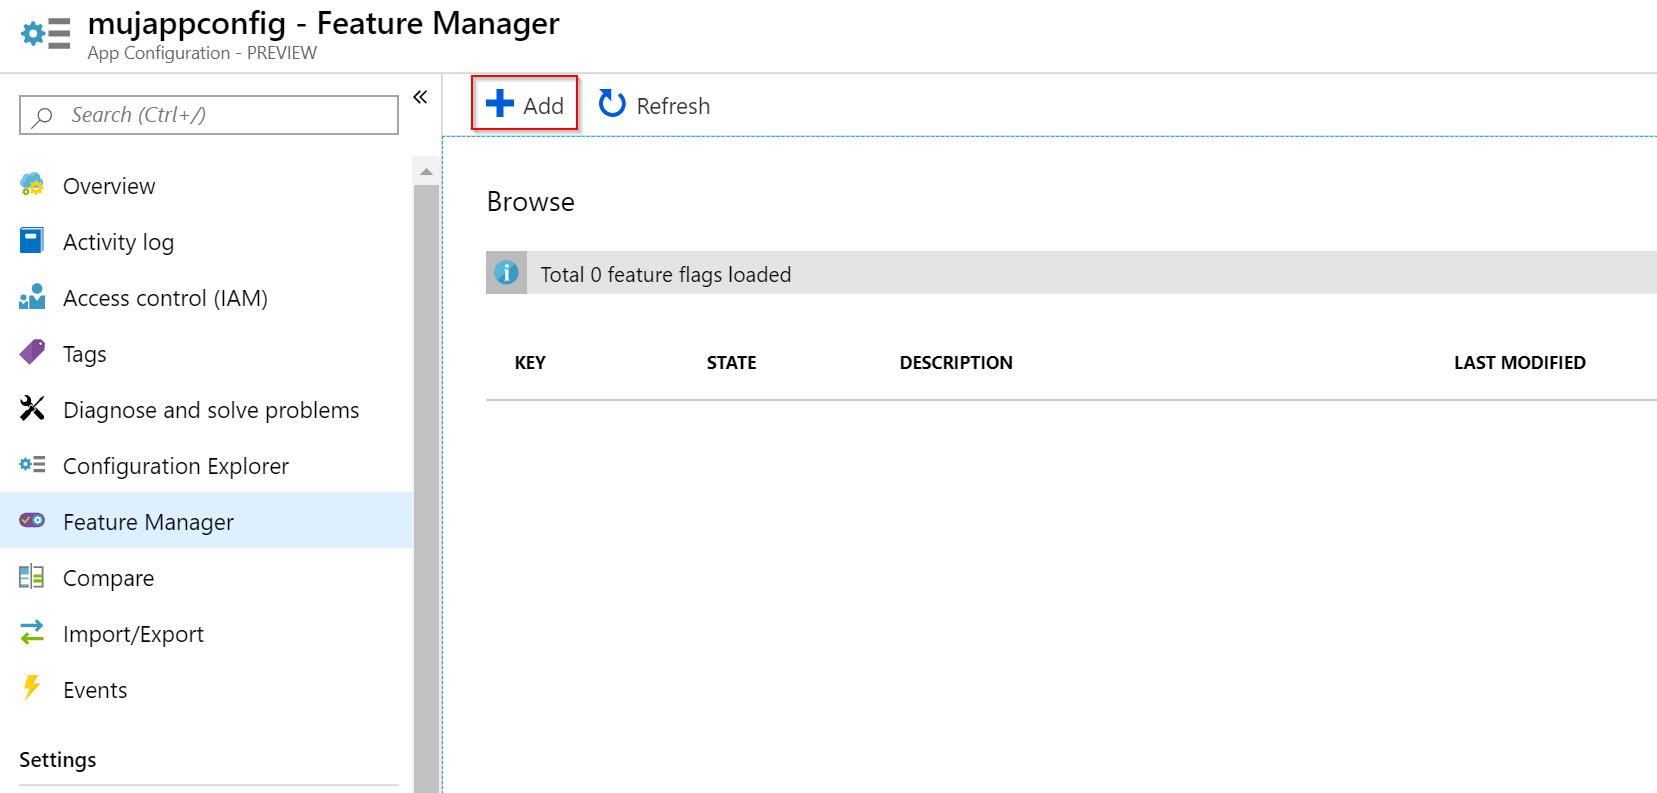 mujappconfig - Feature Manager
App Configuration - PREVIEW
Search (Ctrl+/)
«
Overview
Activity log
Access control (IAM)
Tags
Diagnose and solve problems
Configuration Explorer
Feature Manager
Compare
Import/Export
Events
Settings
Add Refresh
Browse
Total 0 feature flags loaded
KEY STATE DESCRIPTION LAST MODIFIED